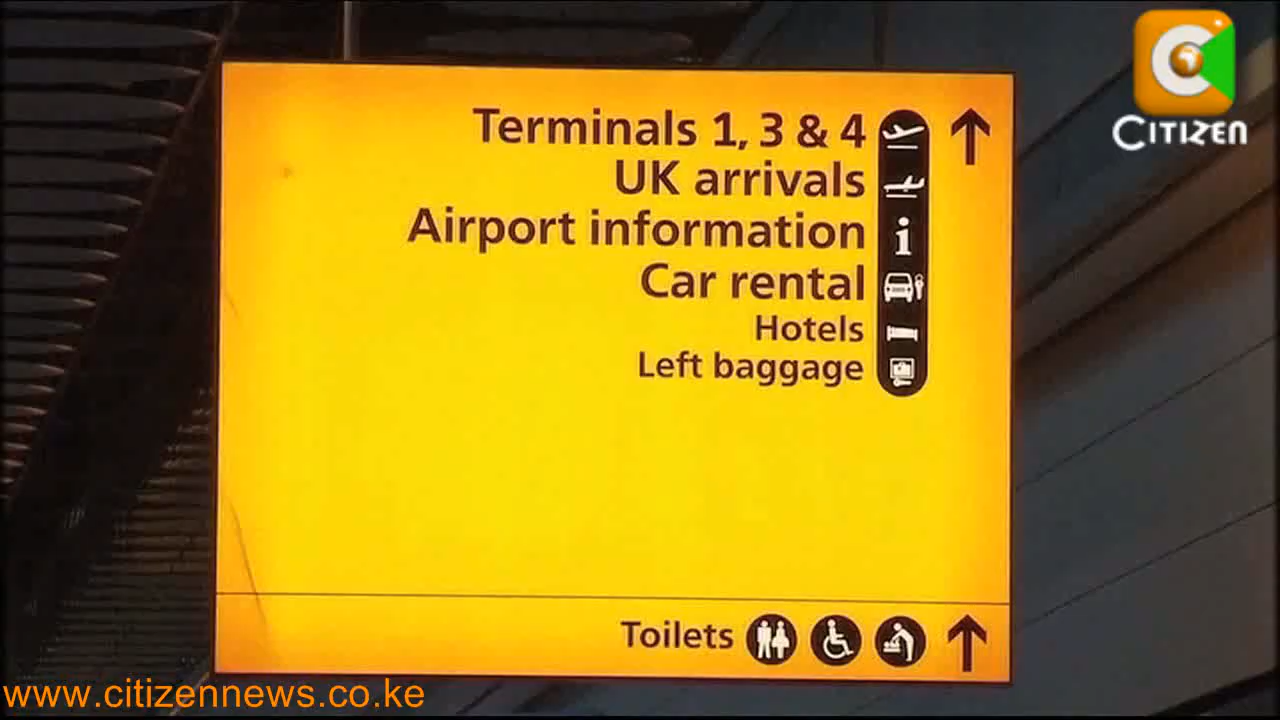 CITIZEN
Terminals 1, 3 & 4
UK arrivals
Airport information
i
Car rental
Hotels
Left baggage
Toilets
www.citizennews.co.ke